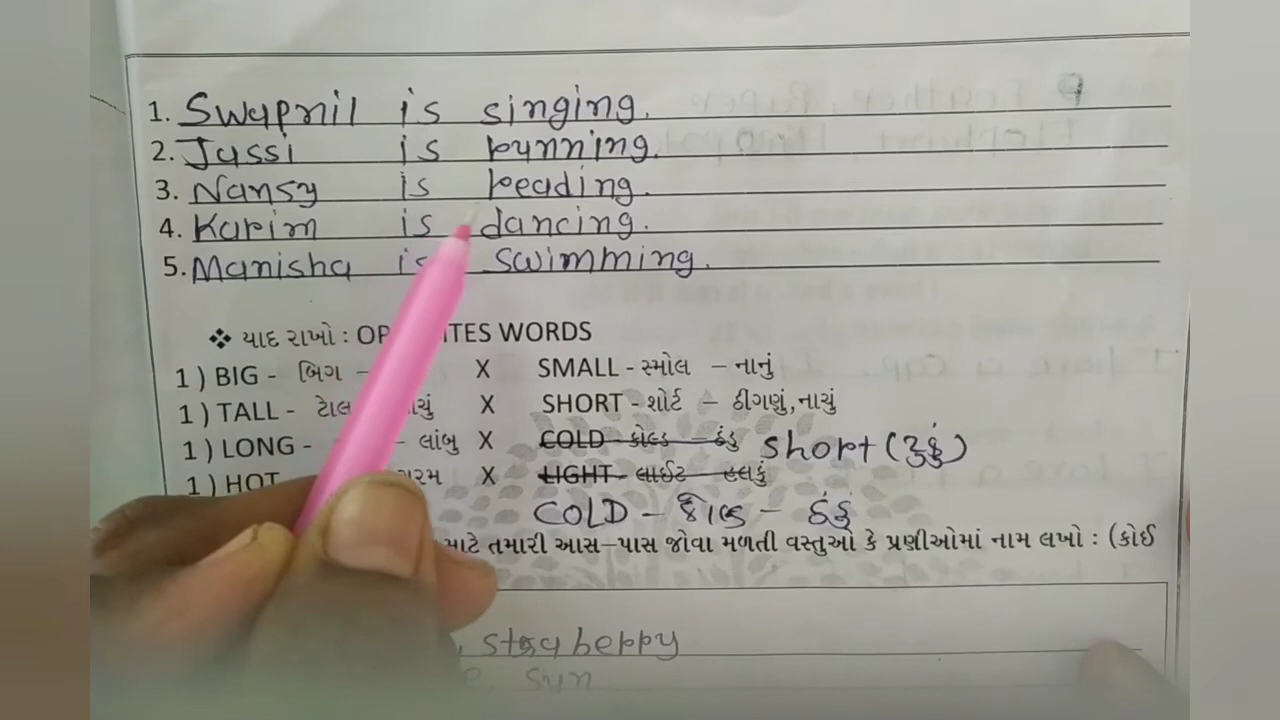 1. Swapnil is singing.
2. Jassi is running.
3. Nansy is reading.
4. Karim is dancing.
5. Manisha is swimming.
❖ યાદ રાખો : OP ITES WORDS
1 ) BIG - બિગ – X SMALL - સ્મોલ – નાનું
1 ) TALL - ટોલ ચું X SHORT - શોર્ટ – ઠીંગણું,નાચું
1 ) LONG - – લાંબુ X COLD - કોલ્ડ – ઠંડુ short (ટુકું)
1 ) HOT રમ X LIGHT - લાઈટ – હલકું
COLD – કોલ્ડ – ઠંડુ
માટે તમારી આસ–પાસ જોવા મળતી વસ્તુઓ કે પ્રણીઓમાં નામ લખો : (કોઈ
sun